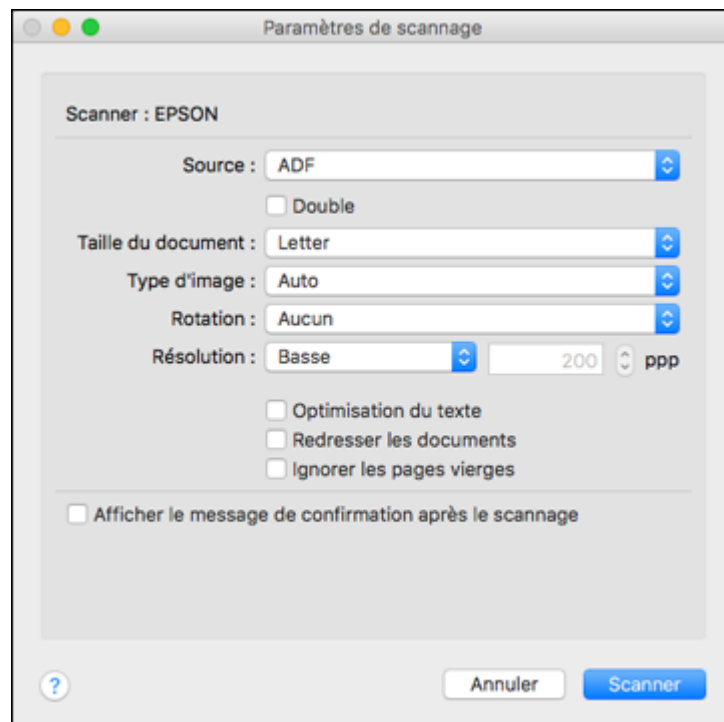 Paramètres de scannage
Scanner : EPSON
Source : ADF
Double
Taille du document : Letter
Type d'image : Auto
Rotation : Aucun
Résolution : Basse 200 ppp
Optimisation du texte
Redresser les documents
Ignorer les pages vierges
Afficher le message de confirmation après le scannage
? Annuler Scanner